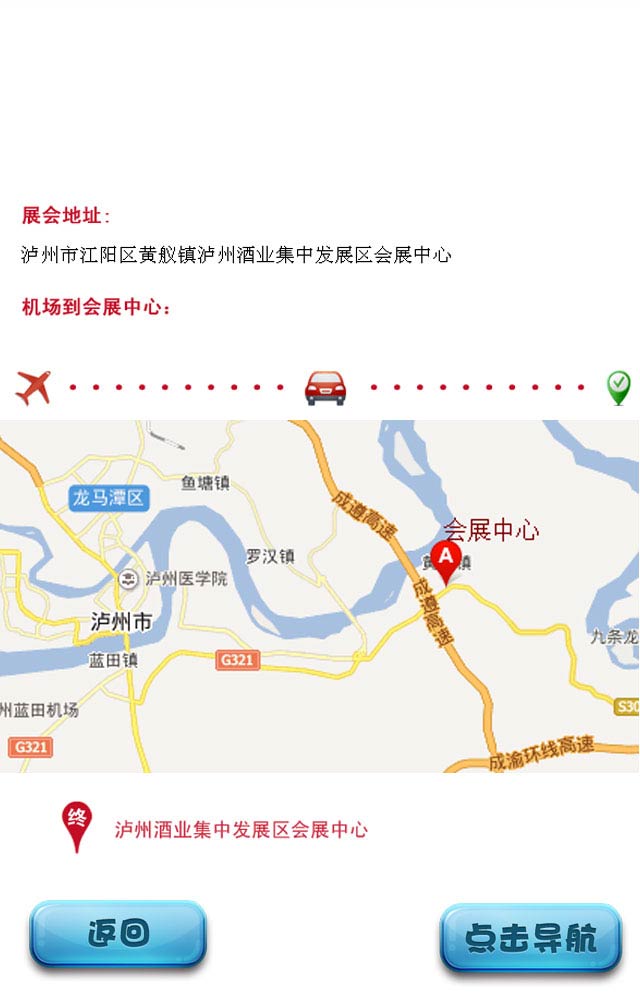 展会地址:
泸州市江阳区黄舣镇泸州酒业集中发展区会展中心
机场到会展中心：
鱼塘镇
龙马潭区
成遵高速
会展中心
罗汉镇
A
黄
镇
泸州医学院
成遵高速
泸州市
九条龙
蓝田镇
G321
州蓝田机场
S30
G321
成渝环线高速
终
泸州酒业集中发展区会展中心
返回
点击导航